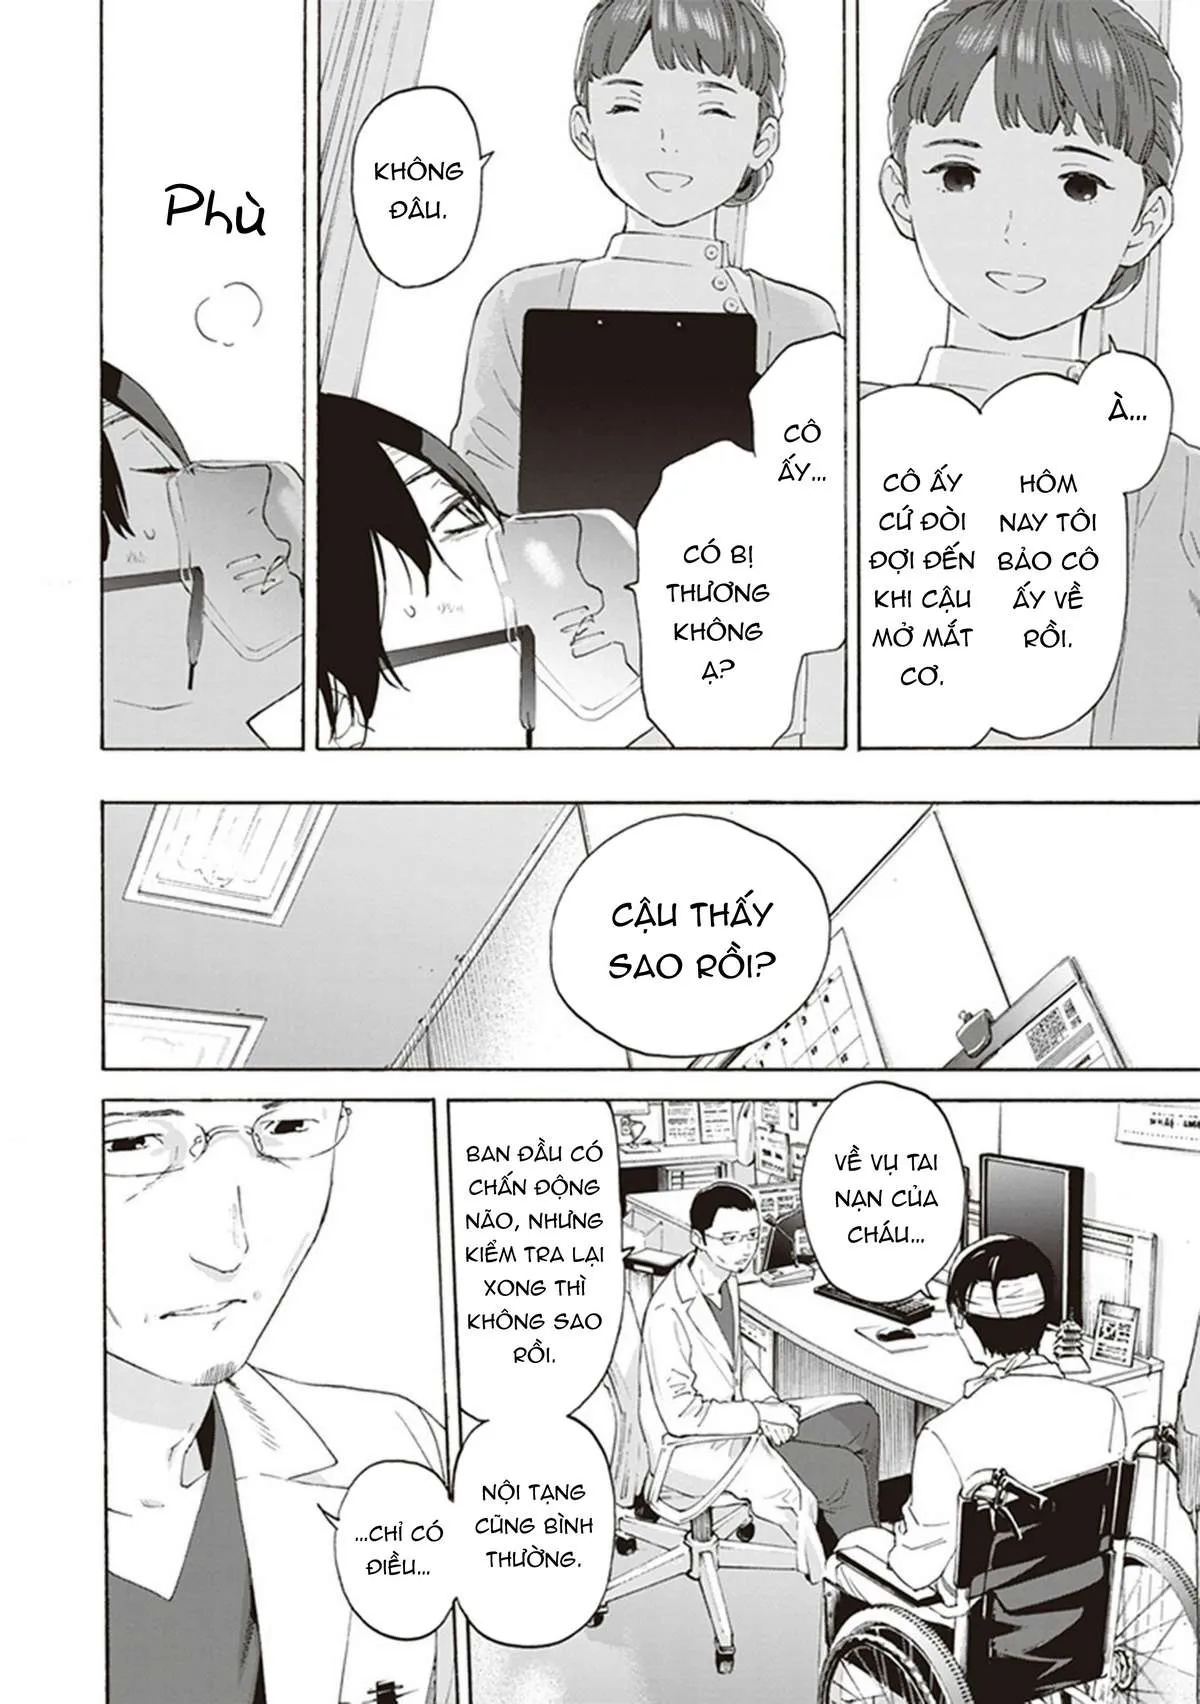 À...
HÔM
NAY TÔI
BẢO CÔ
ẤY VỀ
RỒI.
CÔ ẤY
CỨ ĐÒI
ĐỢI ĐẾN
KHI CẬU
MỞ MẮT
CƠ.
CÔ
ẤY...
CÓ BỊ
THƯƠNG
KHÔNG
Ạ?
KHÔNG
ĐÂU.
Phù
CẬU THẤY
SAO RỒI?
VỀ VỤ TAI
NẠN CỦA
CHÁU...
BAN ĐẦU CÓ
CHẤN ĐỘNG
NÃO, NHƯNG
KIỂM TRA LẠI
XONG THÌ
KHÔNG SAO
RỒI.
NỘI TẠNG
CŨNG BÌNH
THƯỜNG.
...CHỈ CÓ
ĐIỀU...